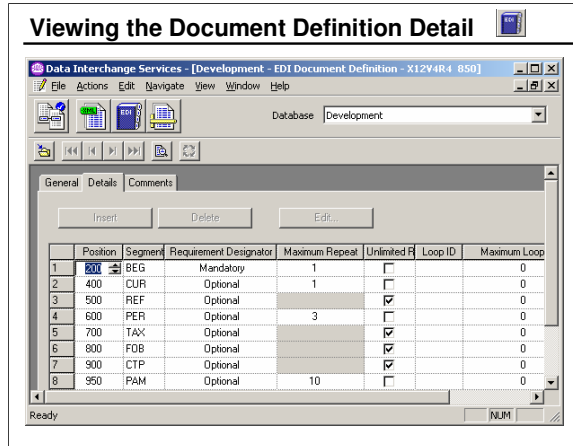 Viewing the Document Definition Detail
EDI
Data Interchange Services - [Development - EDI Document Definition - X12V4R4 850]
File Actions Edit Navigate View Window Help
EDI
Database Development
General Details Comments
Insert Delete Edit...
Position Segment Requirement Designator Maximum Repeat Unlimited R Loop ID Maximum Loop
1 200 BEG Mandatory 1 0
2 400 CUR Optional 1 0
3 500 REF Optional 0
4 600 PER Optional 3 0
5 700 TAX Optional 0
6 800 FOB Optional 0
7 900 CTP Optional 0
8 950 PAM Optional 10 0
Ready NUM